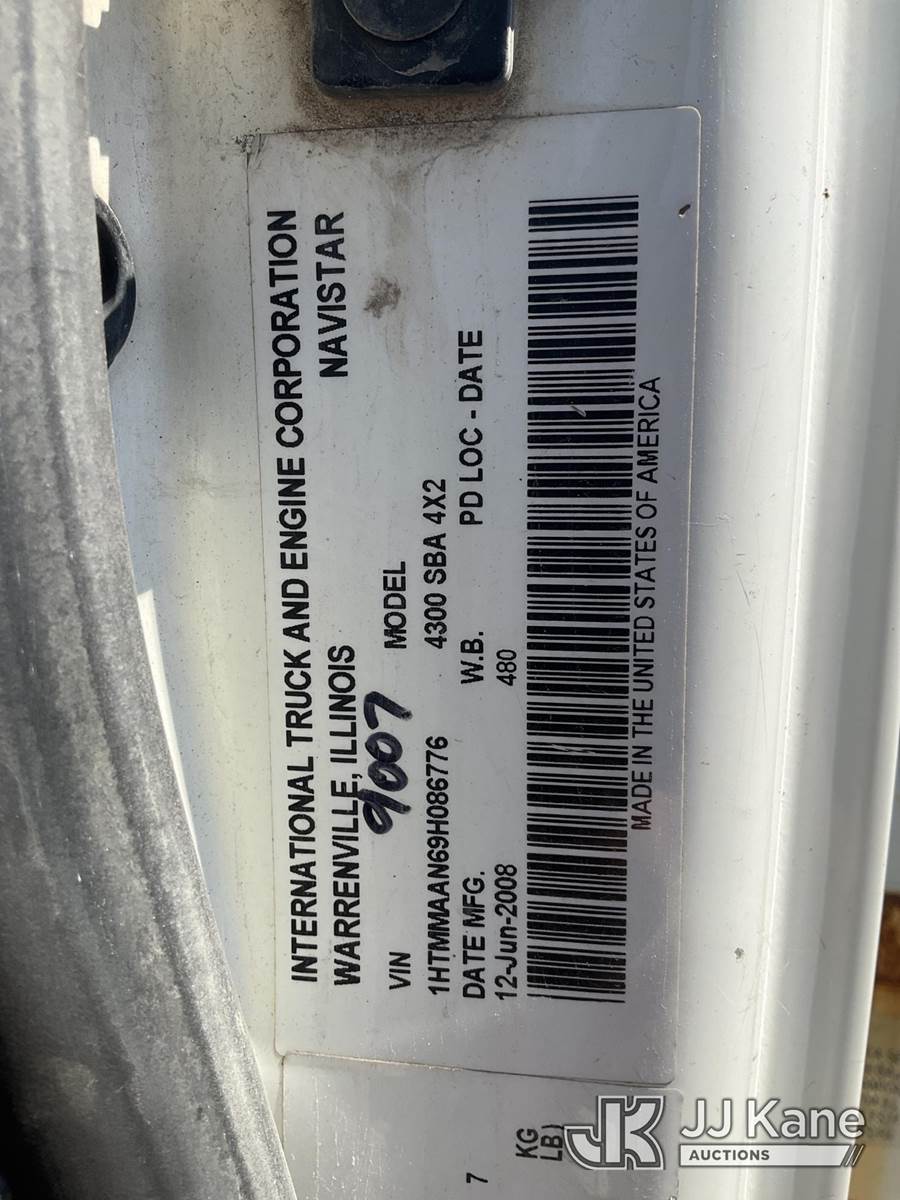 INTERNATIONAL TRUCK AND ENGINE CORPORATION
WARRENVILLE, ILLINOIS NAVISTAR
9007
VIN MODEL
1HTMMAAN69H086776 4300 SBA 4X2
DATE MFG. W.B. PD LOC - DATE
12-Jun-2008 480
MADE IN THE UNITED STATES OF AMERICA
7
KG
LB.)
JK JJ Kane
AUCTIONS